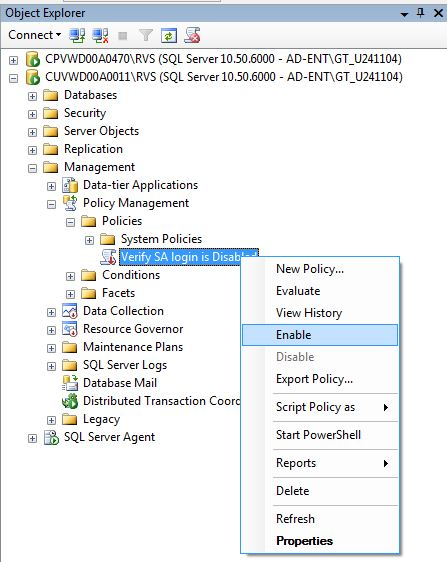 Object Explorer
Connect
CPVWD00A0470\RVS (SQL Server 10.50.6000 - AD-ENT\GT_U241104)
CUVWD00A0011\RVS (SQL Server 10.50.6000 - AD-ENT\GT_U241104)
Databases
Security
Server Objects
Replication
Management
Data-tier Applications
Policy Management
Policies
System Policies
Verify SA login is Disabled
Conditions
Facets
Data Collection
Resource Governor
Maintenance Plans
SQL Server Logs
Database Mail
Distributed Transaction Coord
Legacy
SQL Server Agent
New Policy...
Evaluate
View History
Enable
Disable
Export Policy...
Script Policy as
Start PowerShell
Reports
Delete
Refresh
Properties